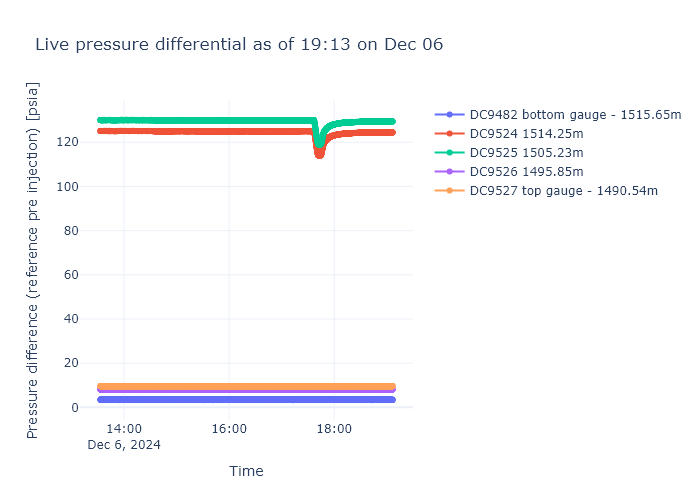 Live pressure differential as of 19:13 on Dec 06
Pressure difference (reference pre injection) [psia]
120
100
80
60
40
20
0
14:00
Dec 6, 2024
16:00
18:00
Time
DC9482 bottom gauge - 1515.65m
DC9524 1514.25m
DC9525 1505.23m
DC9526 1495.85m
DC9527 top gauge - 1490.54m